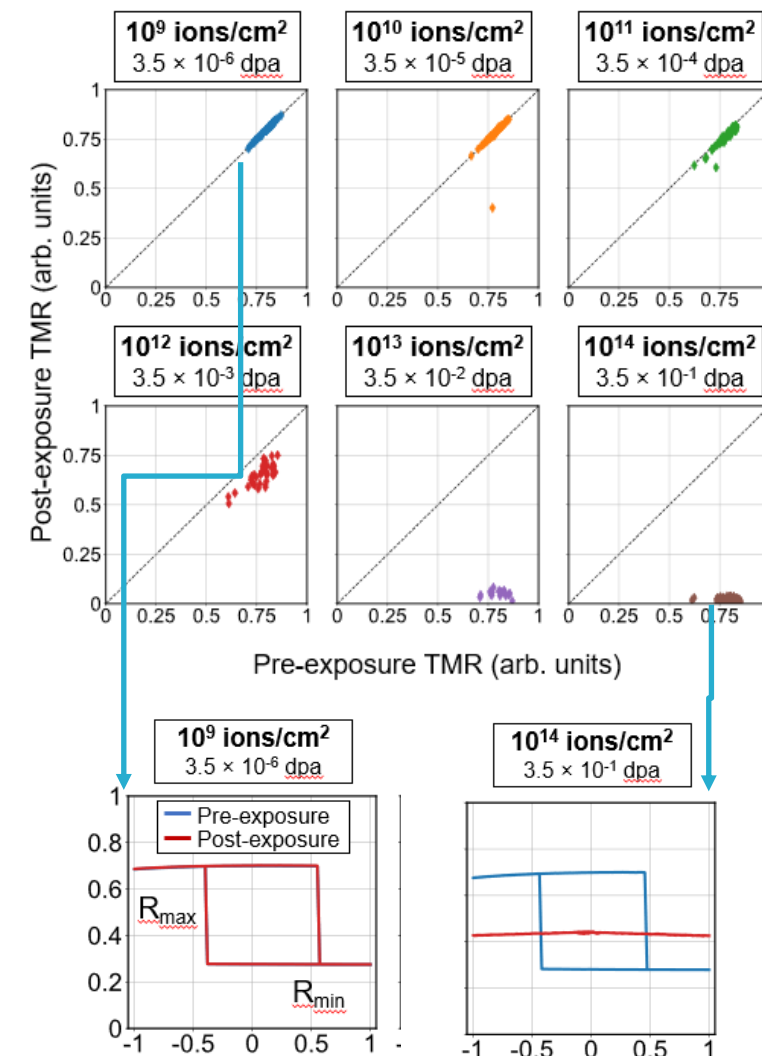 10⁹ ions/cm²
3.5 × 10⁻⁶ dpa
10¹⁰ ions/cm²
3.5 × 10⁻⁵ dpa
10¹¹ ions/cm²
3.5 × 10⁻⁴ dpa
1
0.75
0.5
0.25
0
0 0.25 0.5 0.75 1
0 0.25 0.5 0.75 1
0 0.25 0.5 0.75
10¹² ions/cm²
3.5 × 10⁻³ dpa
10¹³ ions/cm²
3.5 × 10⁻² dpa
10¹⁴ ions/cm²
3.5 × 10⁻¹ dpa
1
0.75
0.5
0.25
0
0 0.25 0.5 0.75 1
0 0.25 0.5 0.75 1
0 0.25 0.5 0.75
Post-exposure TMR (arb. units)
Pre-exposure TMR (arb. units)
10⁹ ions/cm²
3.5 × 10⁻⁶ dpa
10¹⁴ ions/cm²
3.5 × 10⁻¹ dpa
1
0.8
0.6
0.4
0.2
0
Pre-exposure
Post-exposure
Rmax
Rmin
-1 -0.5 0 0.5 1
-1 -0.5 0 0.5 1